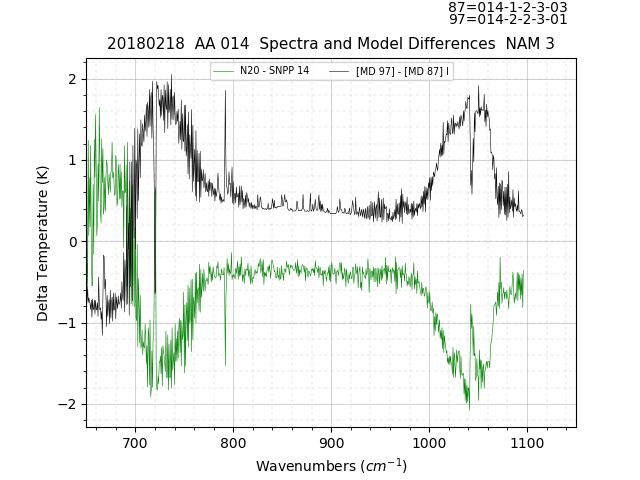 87=014-1-2-3-03
97=014-2-2-3-01
20180218  AA 014  Spectra and Model Differences  NAM 3
N20 - SNPP 14
[MD 97] - [MD 87] I
Delta Temperature (K)
2
1
0
−1
−2
700
800
900
1000
1100
Wavenumbers (cm⁻¹)